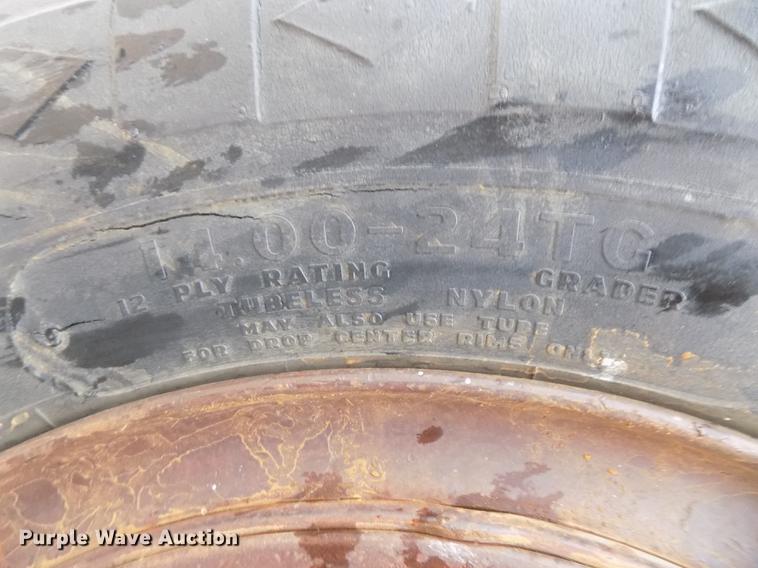 14.00-24TG
12 PLY RATING GRADER
TUBELESS NYLON
MAY ALSO USE TUBE
FOR DROP CENTER RIMS ONLY
Purple Wave Auction